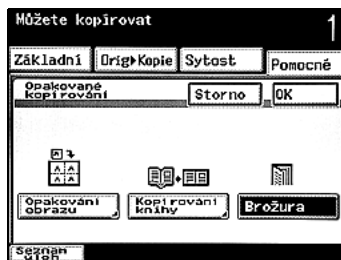 Můžete kopírovat 1
Základní Orig▸Kopie Sytost Pomocné
Opakované
kopírování
Storno OK
Opakování
obrazu
Kopírování
knihy
Brožura
Seznam
úloh